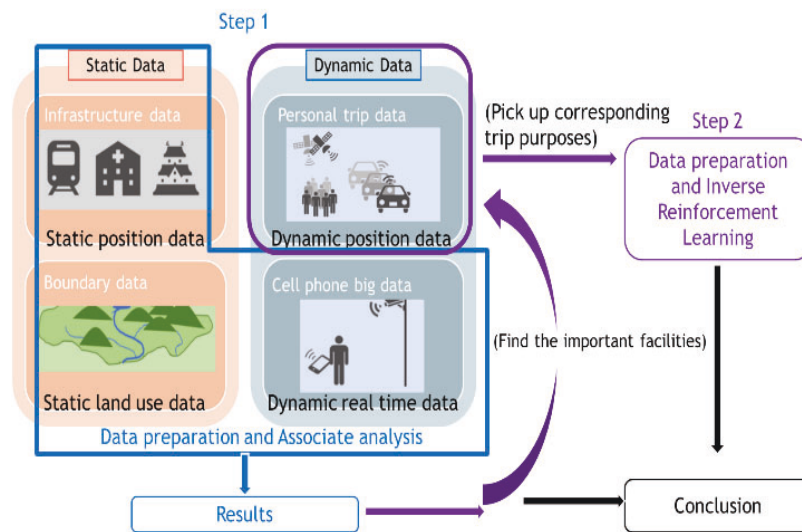 Step 1
Static Data
Dynamic Data
Infrastructure data
Personal trip data
(Pick up corresponding
trip purposes)
Step 2
Data preparation
and Inverse
Reinforcement
Learning
Static position data
Dynamic position data
Boundary data
Cell phone big data
(Find the important facilities)
Static land use data
Dynamic real time data
Data preparation and Associate analysis
Results
Conclusion